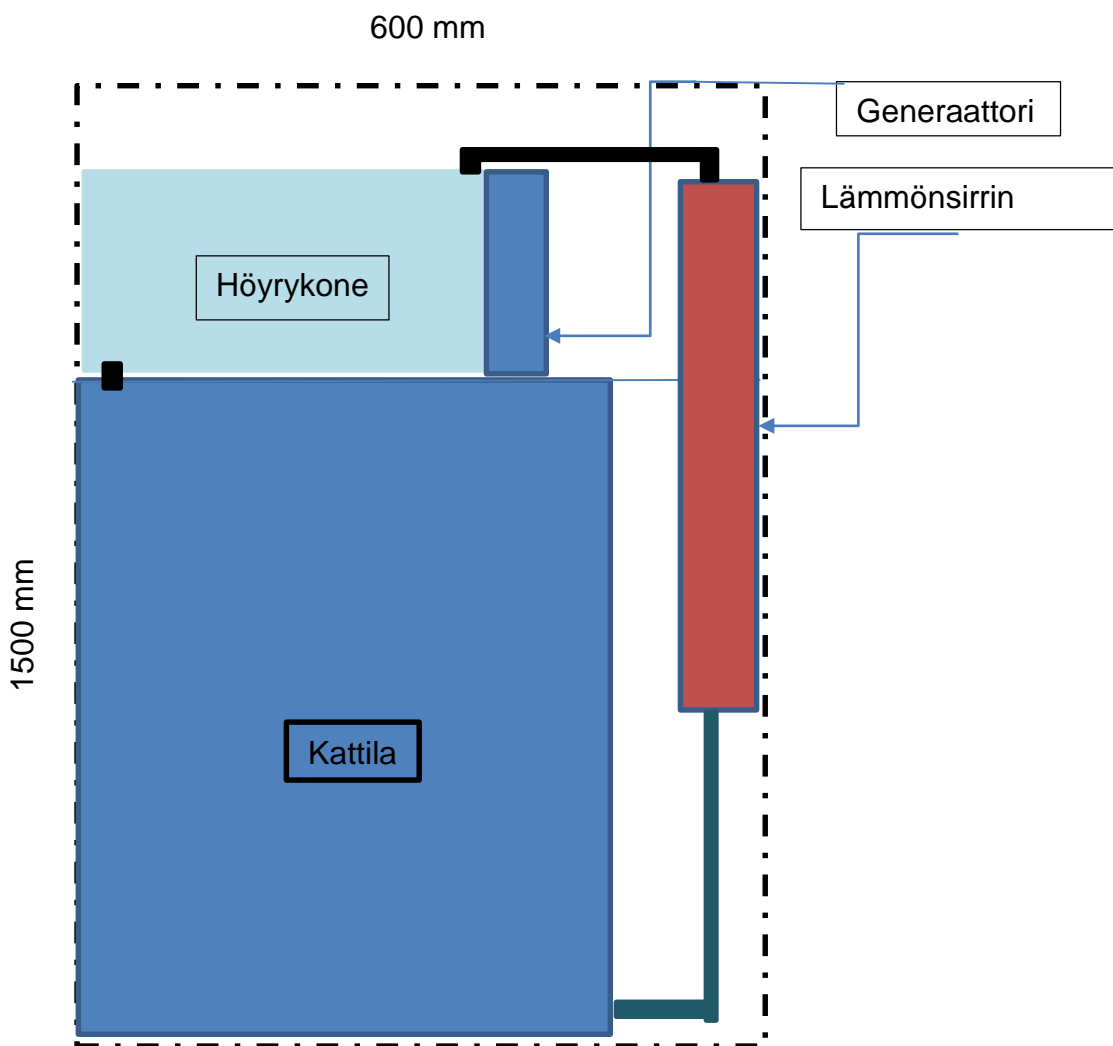 600 mm
Generaattori
Lämmönsirrin
Höyrykone
1500 mm
Kattila